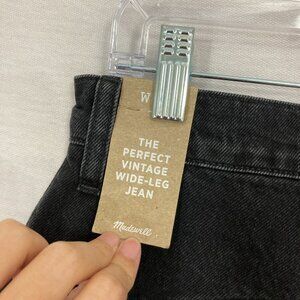 W
THE
PERFECT
VINTAGE
WIDE-LEG
JEAN
Madewell